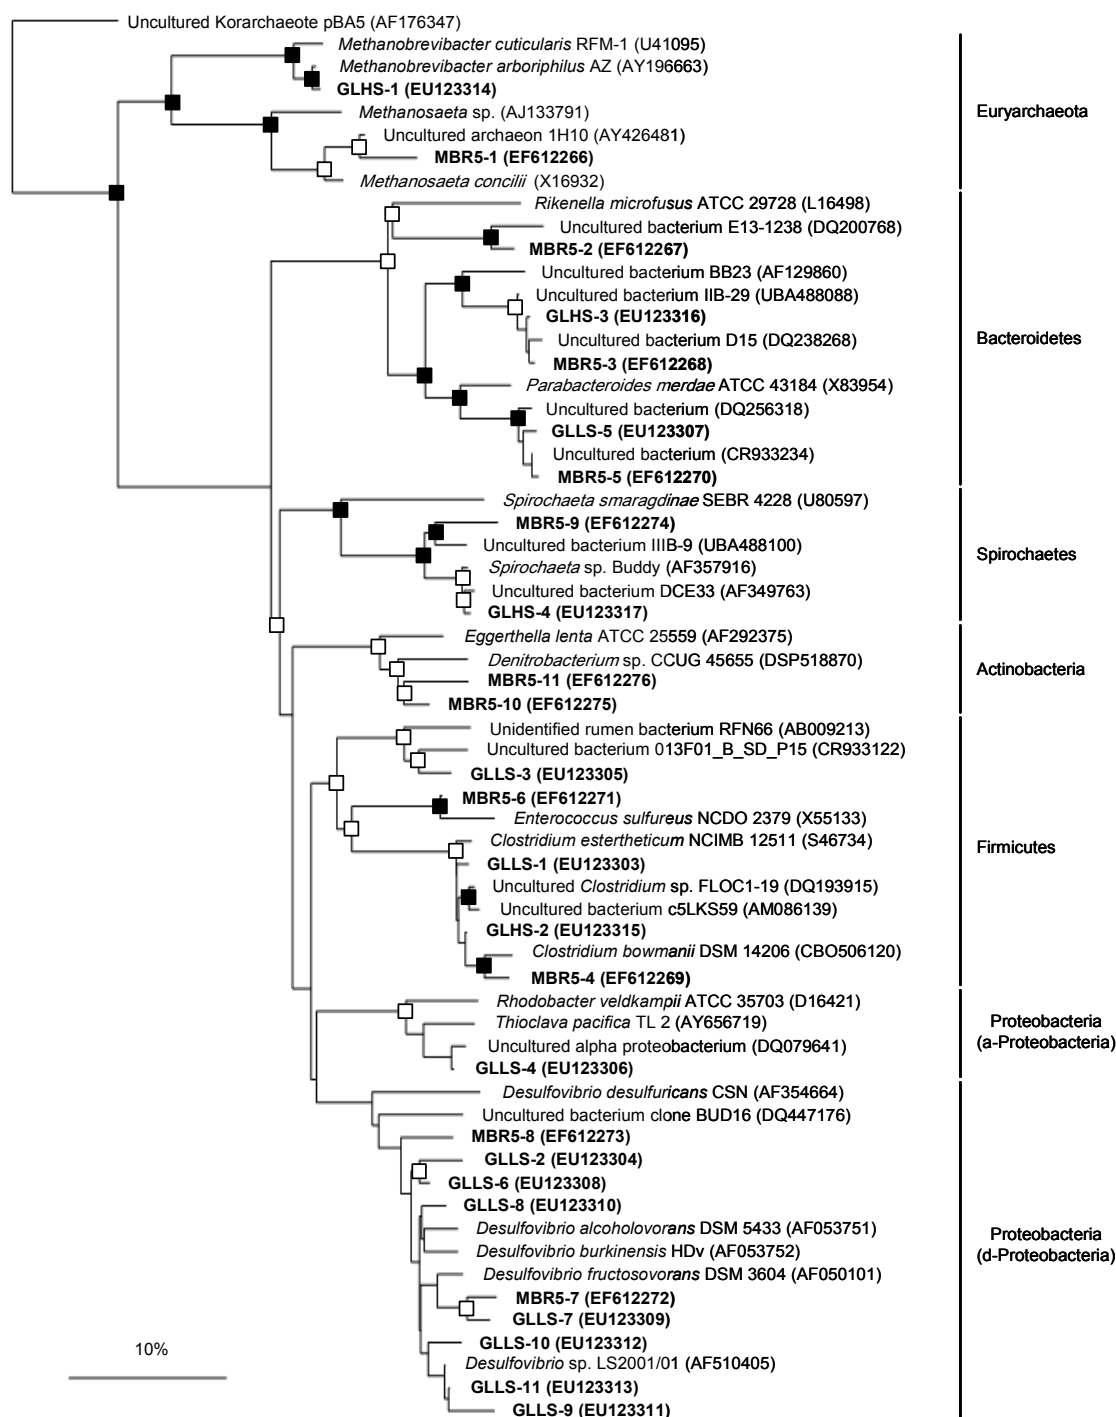 Uncultured Korarchaeote pBA5 (AF176347)
Methanobrevibacter cuticularis RFM-1 (U41095)
Methanobrevibacter arboriphilus AZ (AY196663)
GLHS-1 (EU123314)
Euryarchaeota
Methanosaeta sp. (AJ133791)
Uncultured archaeon 1H10 (AY426481)
MBR5-1 (EF612266)
Methanosaeta concilii (X16932)
Rikenella microfusus ATCC 29728 (L16498)
Uncultured bacterium E13-1238 (DQ200768)
MBR5-2 (EF612267)
Uncultured bacterium BB23 (AF129860)
Uncultured bacterium IIB-29 (UBA488088)
GLHS-3 (EU123316)
Bacteroidetes
Uncultured bacterium D15 (DQ238268)
MBR5-3 (EF612268)
Parabacteroides merdae ATCC 43184 (X83954)
Uncultured bacterium (DQ256318)
GLLS-5 (EU123307)
Uncultured bacterium (CR933234)
MBR5-5 (EF612270)
Spirochaeta smaragdinae SEBR 4228 (U80597)
MBR5-9 (EF612274)
Uncultured bacterium IIIB-9 (UBA488100)
Spirochaetes
Spirochaeta sp. Buddy (AF357916)
Uncultured bacterium DCE33 (AF349763)
GLHS-4 (EU123317)
Eggerthella lenta ATCC 25559 (AF292375)
Denitrobacterium sp. CCUG 45655 (DSP518870)
Actinobacteria
MBR5-11 (EF612276)
MBR5-10 (EF612275)
Unidentified rumen bacterium RFN66 (AB009213)
Uncultured bacterium 013F01_B_SD_P15 (CR933122)
GLLS-3 (EU123305)
MBR5-6 (EF612271)
Enterococcus sulfureus NCDO 2379 (X55133)
Clostridium estertheticum NCIMB 12511 (S46734)
Firmicutes
GLLS-1 (EU123303)
Uncultured Clostridium sp. FLOC1-19 (DQ193915)
Uncultured bacterium c5LKS59 (AM086139)
GLHS-2 (EU123315)
Clostridium bowmanii DSM 14206 (CBO506120)
MBR5-4 (EF612269)
Rhodobacter veldkampii ATCC 35703 (D16421)
Thioclava pacifica TL 2 (AY656719)
Proteobacteria
(a-Proteobacteria)
Uncultured alpha proteobacterium (DQ079641)
GLLS-4 (EU123306)
Desulfovibrio desulfuricans CSN (AF354664)
Uncultured bacterium clone BUD16 (DQ447176)
MBR5-8 (EF612273)
GLLS-2 (EU123304)
GLLS-6 (EU123308)
GLLS-8 (EU123310)
Desulfovibrio alcoholovorans DSM 5433 (AF053751)
Proteobacteria
(d-Proteobacteria)
Desulfovibrio burkinensis HDv (AF053752)
Desulfovibrio fructosovorans DSM 3604 (AF050101)
MBR5-7 (EF612272)
GLLS-7 (EU123309)
GLLS-10 (EU123312)
10%
Desulfovibrio sp. LS2001/01 (AF510405)
GLLS-11 (EU123313)
GLLS-9 (EU123311)